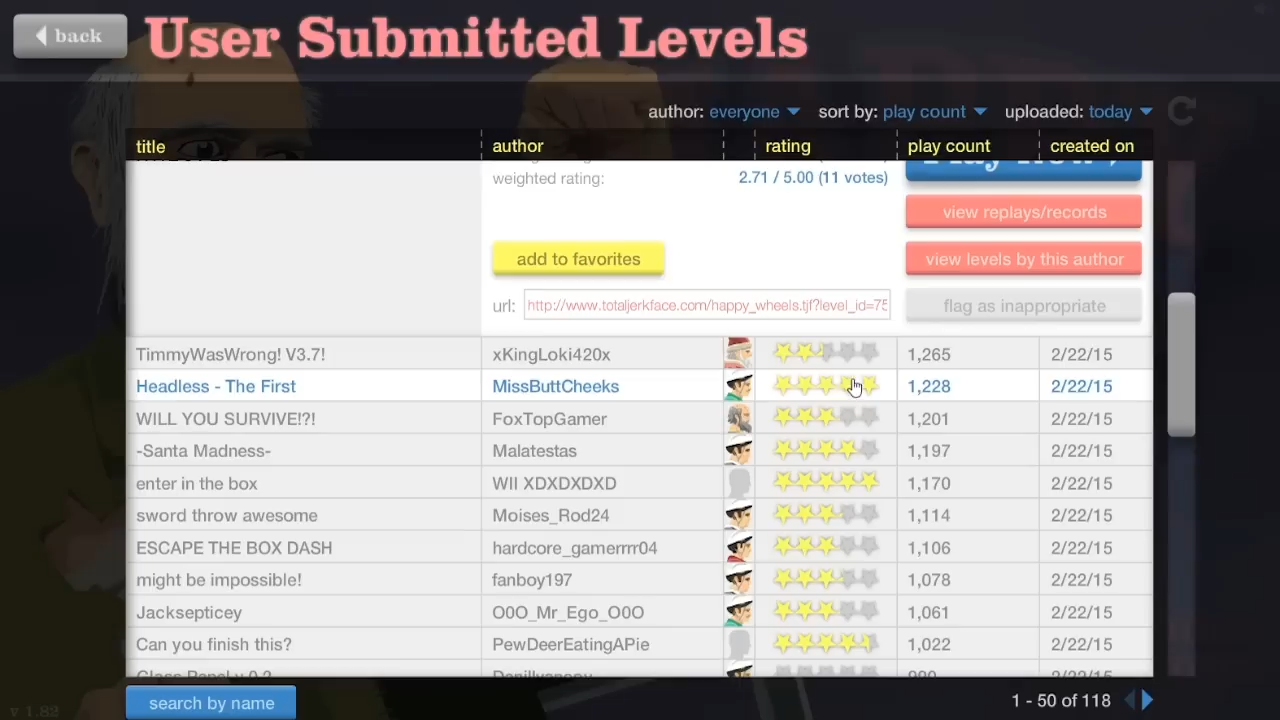 back
User Submitted Levels
author: everyone sort by: play count uploaded: today
title author rating play count created on
weighted rating: 2.71 / 5.00 (11 votes)
Play Now
view replays/records
add to favorites
view levels by this author
url: http://www.totaljerkface.com/happy_wheels.tjf?level_id=75
flag as inappropriate
TimmyWasWrong! V3.7! xKingLoki420x 1,265 2/22/15
Headless - The First MissButtCheeks 1,228 2/22/15
WILL YOU SURVIVE!?! FoxTopGamer 1,201 2/22/15
-Santa Madness- Malatestas 1,197 2/22/15
enter in the box WII XDXDXDXD 1,170 2/22/15
sword throw awesome Moises_Rod24 1,114 2/22/15
ESCAPE THE BOX DASH hardcore_gamerrrr04 1,106 2/22/15
might be impossible! fanboy197 1,078 2/22/15
Jacksepticey O0O_Mr_Ego_O0O 1,061 2/22/15
Can you finish this? PewDeerEatingAPie 1,022 2/22/15
search by name
1 - 50 of 118
v 1.82